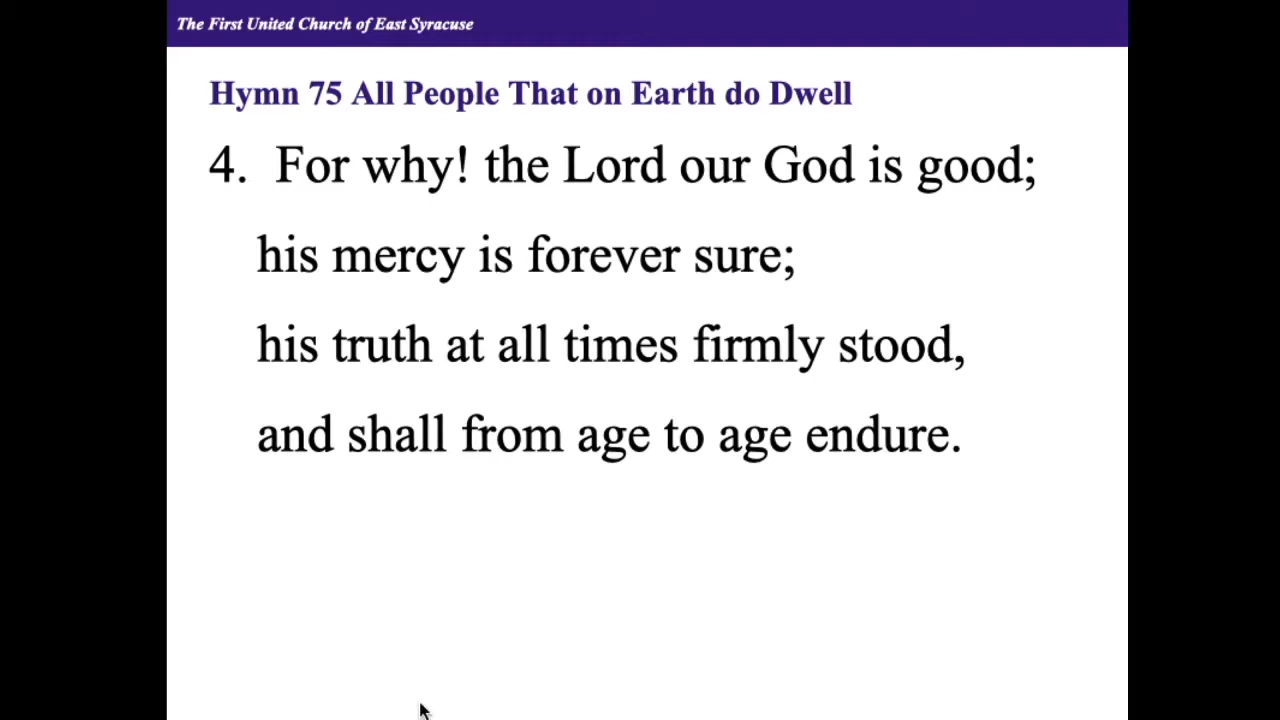 The First United Church of East Syracuse
Hymn 75 All People That on Earth do Dwell
4. For why! the Lord our God is good;
his mercy is forever sure;
his truth at all times firmly stood,
and shall from age to age endure.